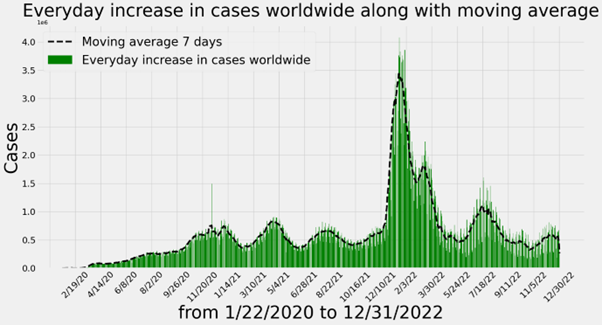 Everyday increase in cases worldwide along with moving average
1e6
Moving average 7 days
Everyday increase in cases worldwide
4.0
3.5
3.0
2.5
2.0
1.5
1.0
0.5
0.0
Cases
2/19/20 4/14/20 6/8/20 8/2/20 9/26/20 11/20/20 1/14/21 3/10/21 5/4/21 6/28/21 8/22/21 10/16/21 12/10/21 2/3/22 3/30/22 5/24/22 7/18/22 9/11/22 11/5/22 12/30/22
from 1/22/2020 to 12/31/2022